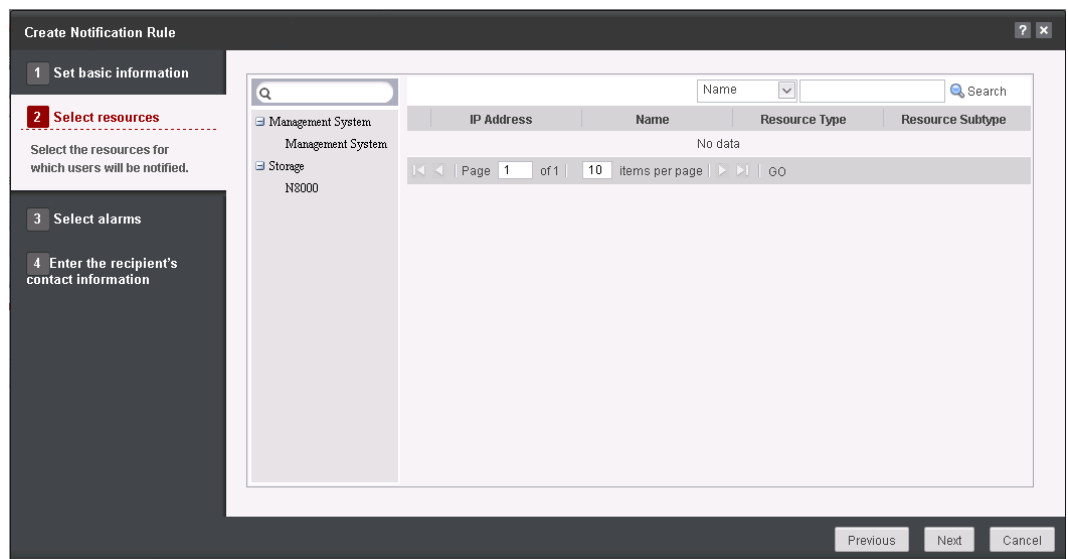 Create Notification Rule
? x
1 Set basic information
2 Select resources
Select the resources for
which users will be notified.
3 Select alarms
4 Enter the recipient's
contact information
Management System
Management System
Storage
N8000
Name
Search
IP Address Name Resource Type Resource Subtype
No data
Page 1 of 1 10 items per page GO
Previous Next Cancel